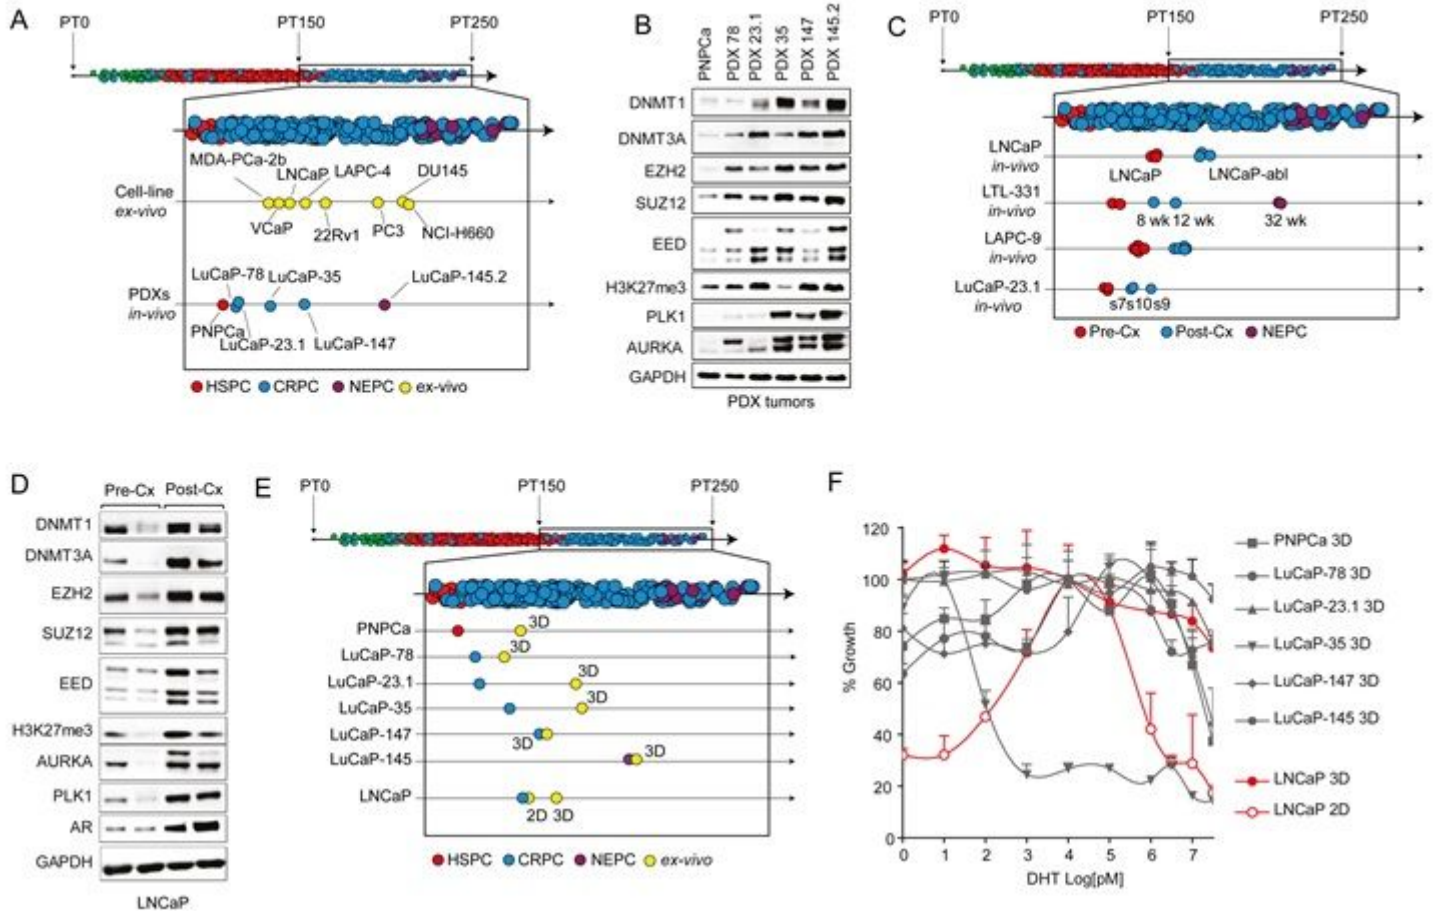 A
PT0
PT150
PT250
MDA-PCa-2b
LNCaP
LAPC-4
DU145
Cell-line
ex-vivo
VCaP
22Rv1
PC3
NCI-H660
LuCaP-78
LuCaP-35
LuCaP-145.2
PDXs
in-vivo
PNPCa
LuCaP-23.1
LuCaP-147
HSPC
CRPC
NEPC
ex-vivo
B
PNPCa
PDX 78
PDX 23.1
PDX 35
PDX 147
PDX 145.2
DNMT1
DNMT3A
EZH2
SUZ12
EED
H3K27me3
PLK1
AURKA
GAPDH
PDX tumors
C
PT0
PT150
PT250
LNCaP
in-vivo
LNCaP
LNCaP-abl
LTL-331
in-vivo
8 wk 12 wk
32 wk
LAPC-9
in-vivo
LuCaP-23.1
in-vivo
s7s10s9
Pre-Cx
Post-Cx
NEPC
D
Pre-Cx
Post-Cx
DNMT1
DNMT3A
EZH2
SUZ12
EED
H3K27me3
AURKA
PLK1
AR
GAPDH
LNCaP
E
PT0
PT150
PT250
PNPCa
3D
LuCaP-78
3D
LuCaP-23.1
3D
LuCaP-35
3D
LuCaP-147
3D
LuCaP-145
3D
LNCaP
2D 3D
HSPC
CRPC
NEPC
ex-vivo
F
% Growth
120
100
80
60
40
20
0
0 1 2 3 4 5 6 7
DHT Log[pM]
PNPCa 3D
LuCaP-78 3D
LuCaP-23.1 3D
LuCaP-35 3D
LuCaP-147 3D
LuCaP-145 3D
LNCaP 3D
LNCaP 2D